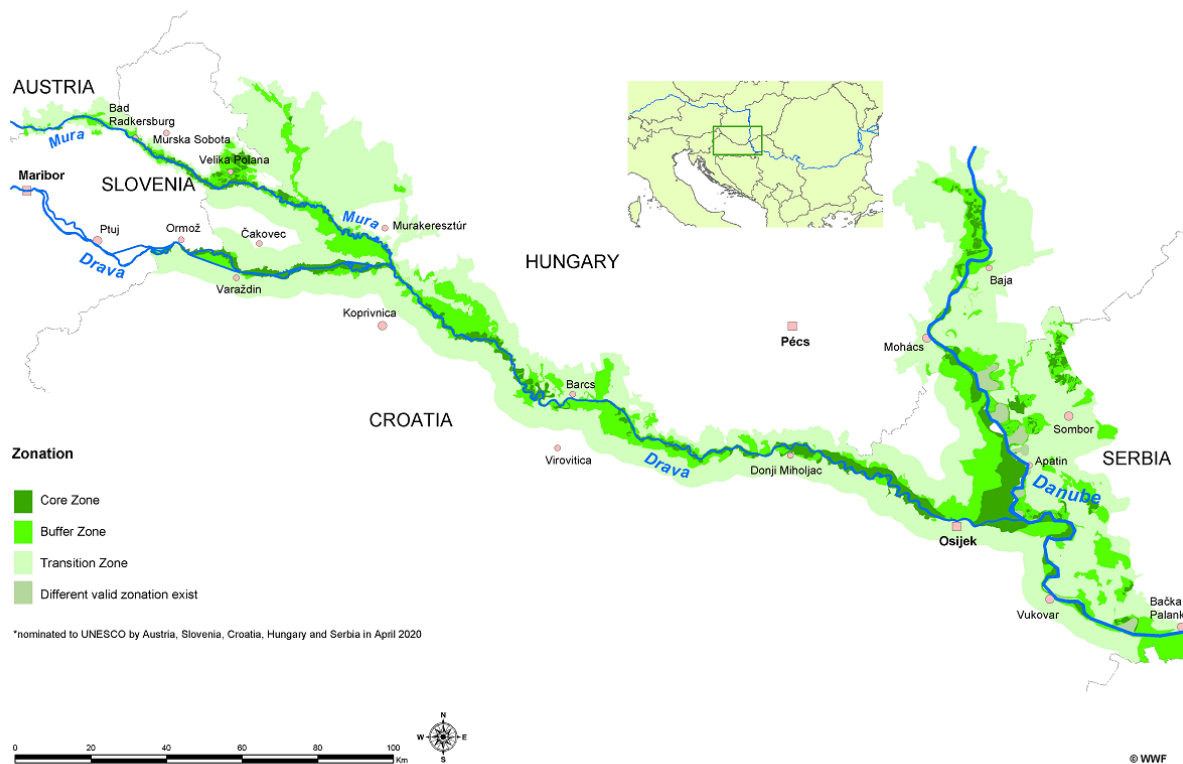 AUSTRIA
Bad
Radkersburg
Mura
Murska Sobota
Velika Polana
Maribor
SLOVENIA
Mura
Murakeresztúr
Ptuj
Ormož
Čakovec
Drava
HUNGARY
Varaždin
Baja
Koprivnica
Pécs
Mohács
Barcs
CROATIA
Sombor
Virovitica
Drava
Donji Miholjac
Apatin
SERBIA
Danube
Osijek
Vukovar
Bačka
Palank
Zonation
Core Zone
Buffer Zone
Transition Zone
Different valid zonation exist
*nominated to UNESCO by Austria, Slovenia, Croatia, Hungary and Serbia in April 2020
N
W E
S
0 20 40 60 80 100
Km
© WWF